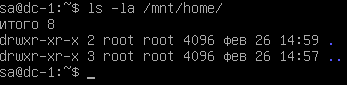 sa@dc-1:~$ ls -la /mnt/home/
итого 8
drwxr-xr-x 2 root root 4096 фев 26 14:59 .
drwxr-xr-x 3 root root 4096 фев 26 14:57 ..
sa@dc-1:~$ _